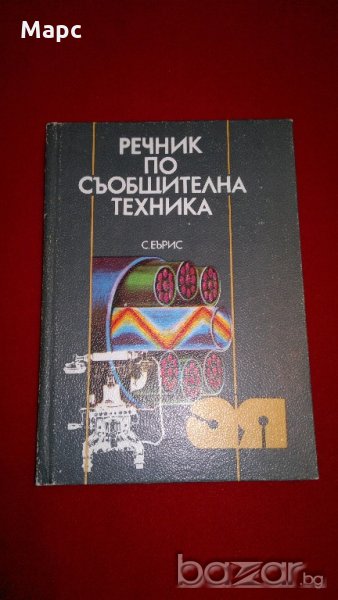 Марс
РЕЧНИК
ПО
СЪОБЩИТЕЛНА
ТЕХНИКА
С.ЕЪРИС
bazar.bg